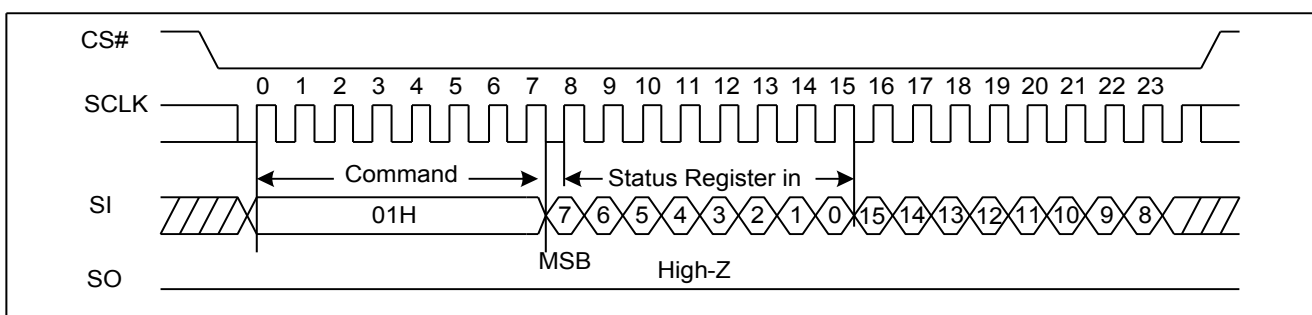 CS#
0 1 2 3 4 5 6 7 8 9 10 11 12 13 14 15 16 17 18 19 20 21 22 23
SCLK
Command Status Register in
SI 01H 7 6 5 4 3 2 1 0 15 14 13 12 11 10 9 8
MSB High-Z
SO